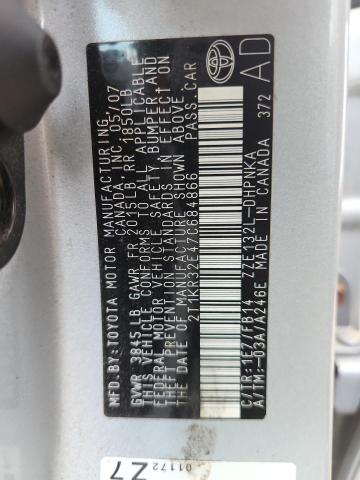 MFD.BY:TOYOTA MOTOR MANUFACTURING
CANADA, INC. 05/07
GVWR 3845LB GAWR FR 2015LB RR 1850LB
THIS VEHICLE CONFORMS TO ALL APPLICABLE
FEDERAL MOTOR VEHICLE SAFETY BUMPER, AND
THEFT PREVENTION STANDARDS IN EFFECT ON
THE DATE OF MANUFACTURE SHOWN ABOVE.
2T1KR32E47C684866 PASS.CAR
C/TR:1E7/FB14 ZZE132L-DHPNKA
A/TM:-03A/A246E MADE IN CANADA 372
AD
01172
Z7